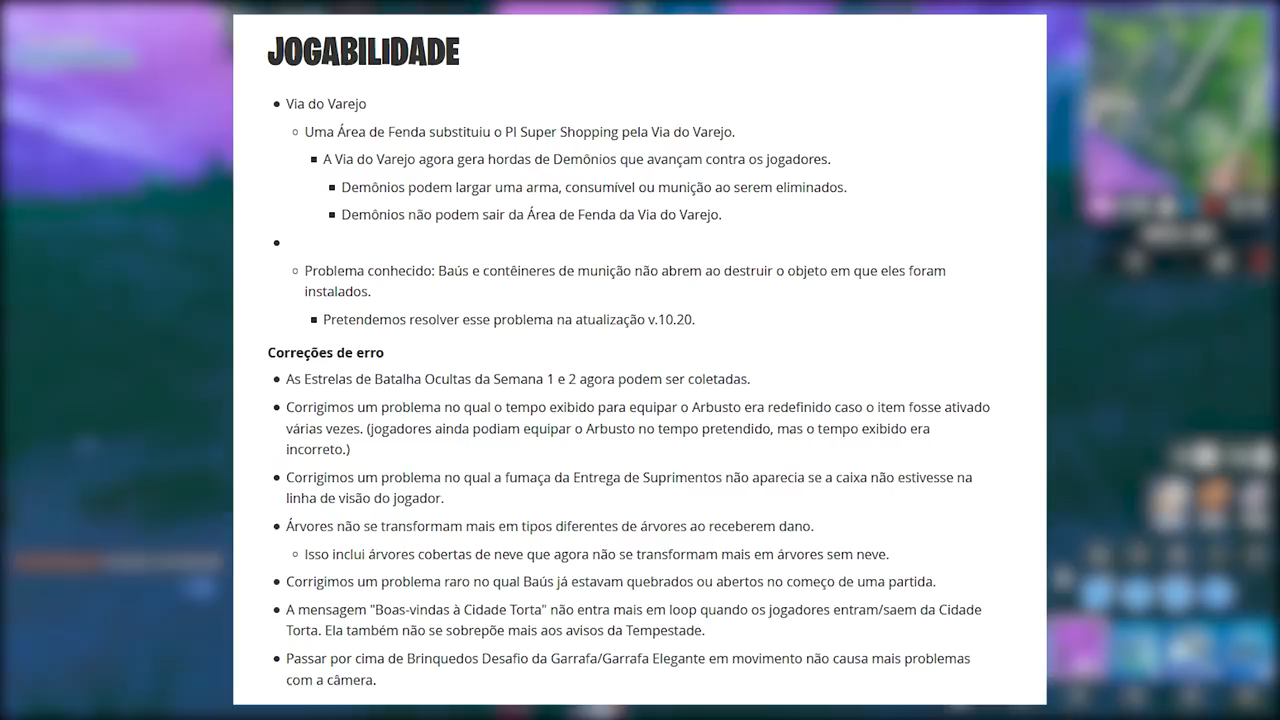 JOGABILIDADE
Via do Varejo
Uma Área de Fenda substituiu o PI Super Shopping pela Via do Varejo.
A Via do Varejo agora gera hordas de Demônios que avançam contra os jogadores.
Demônios podem largar uma arma, consumível ou munição ao serem eliminados.
Demônios não podem sair da Área de Fenda da Via do Varejo.
Problema conhecido: Baús e contêineres de munição não abrem ao destruir o objeto em que eles foram
instalados.
Pretendemos resolver esse problema na atualização v.10.20.
Correções de erro
As Estrelas de Batalha Ocultas da Semana 1 e 2 agora podem ser coletadas.
Corrigimos um problema no qual o tempo exibido para equipar o Arbusto era redefinido caso o item fosse ativado
várias vezes. (jogadores ainda podiam equipar o Arbusto no tempo pretendido, mas o tempo exibido era
incorreto.)
Corrigimos um problema no qual a fumaça da Entrega de Suprimentos não aparecia se a caixa não estivesse na
linha de visão do jogador.
Árvores não se transformam mais em tipos diferentes de árvores ao receberem dano.
Isso inclui árvores cobertas de neve que agora não se transformam mais em árvores sem neve.
Corrigimos um problema raro no qual Baús já estavam quebrados ou abertos no começo de uma partida.
A mensagem "Boas-vindas à Cidade Torta" não entra mais em loop quando os jogadores entram/saem da Cidade
Torta. Ela também não se sobrepõe mais aos avisos da Tempestade.
Passar por cima de Brinquedos Desafio da Garrafa/Garrafa Elegante em movimento não causa mais problemas
com a câmera.